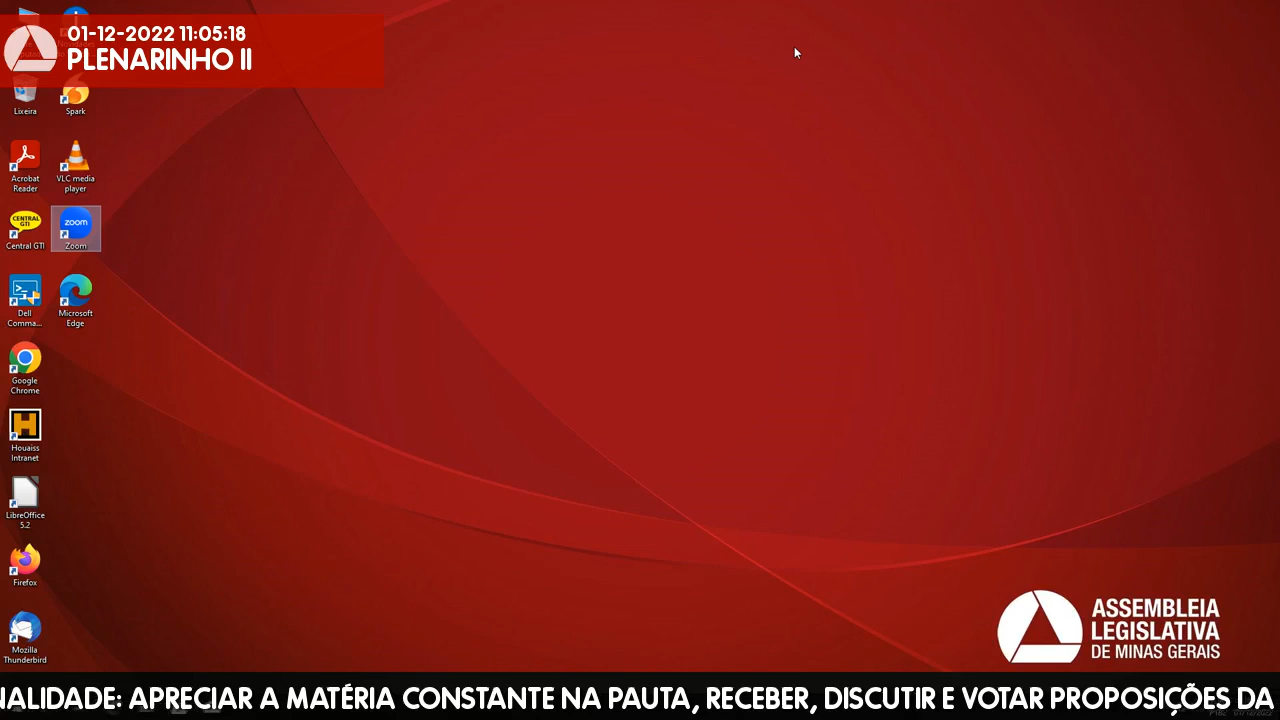 01-12-2022 11:05:18
PLENARINHO II
Lixeira
Spark
Acrobat
Reader
VLC media
player
CENTRAL
GTI
Central GTI
zoom
Zoom
Dell
Comma...
Microsoft
Edge
Google
Chrome
H
Houaiss
Intranet
LibreOffice
5.2
Firefox
Mozilla
Thunderbird
ASSEMBLEIA
LEGISLATIVA
DE MINAS GERAIS
NALIDADE: APRECIAR A MATÉRIA CONSTANTE NA PAUTA, RECEBER, DISCUTIR E VOTAR PROPOSIÇÕES DA